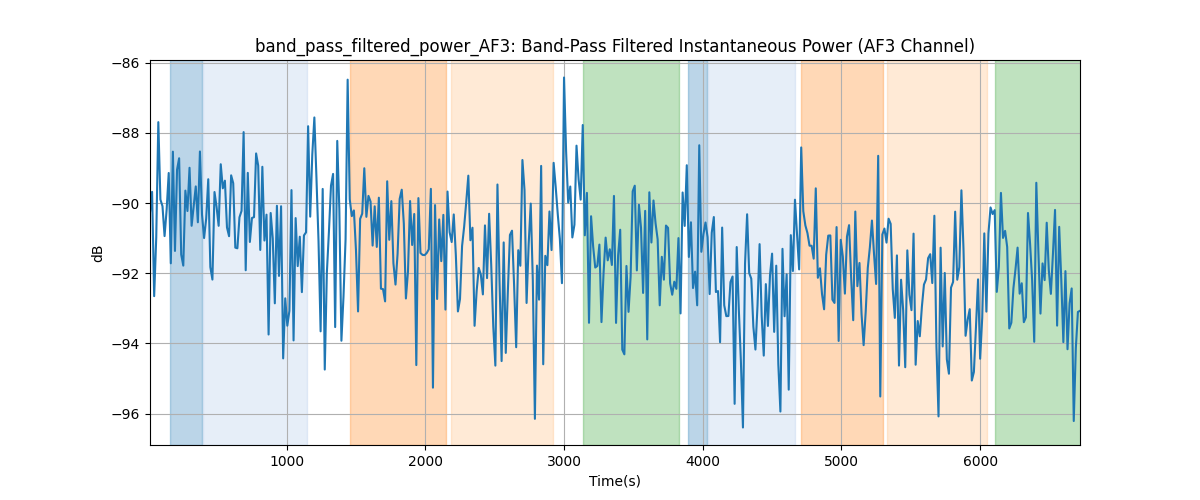 band_pass_filtered_power_AF3: Band-Pass Filtered Instantaneous Power (AF3 Channel)
−86
−88
−90
−92
−94
−96
dB
1000 2000 3000 4000 5000 6000
Time(s)